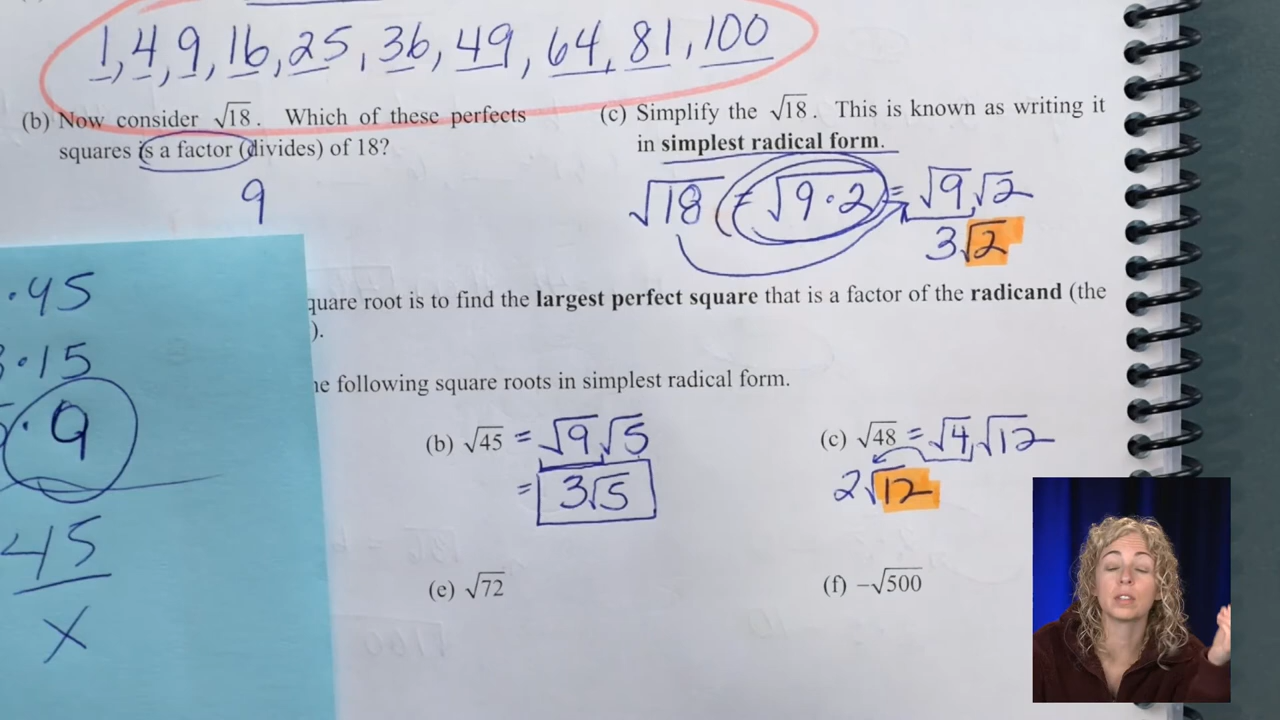 1, 4, 9, 16, 25, 36, 49, 64, 81, 100
(b) Now consider √18. Which of these perfects
squares is a factor (divides) of 18?
9
(c) Simplify the √18. This is known as writing it
in simplest radical form.
√18 = √9·2 = √9 √2
3√2
quare root is to find the largest perfect square that is a factor of the radicand (the
).
he following square roots in simplest radical form.
·45
3·15
5·9
45
x
(b) √45 = √9 √5
= 3√5
(c) √48 = √4 √12
2√12
(e) √72
(f) -√500